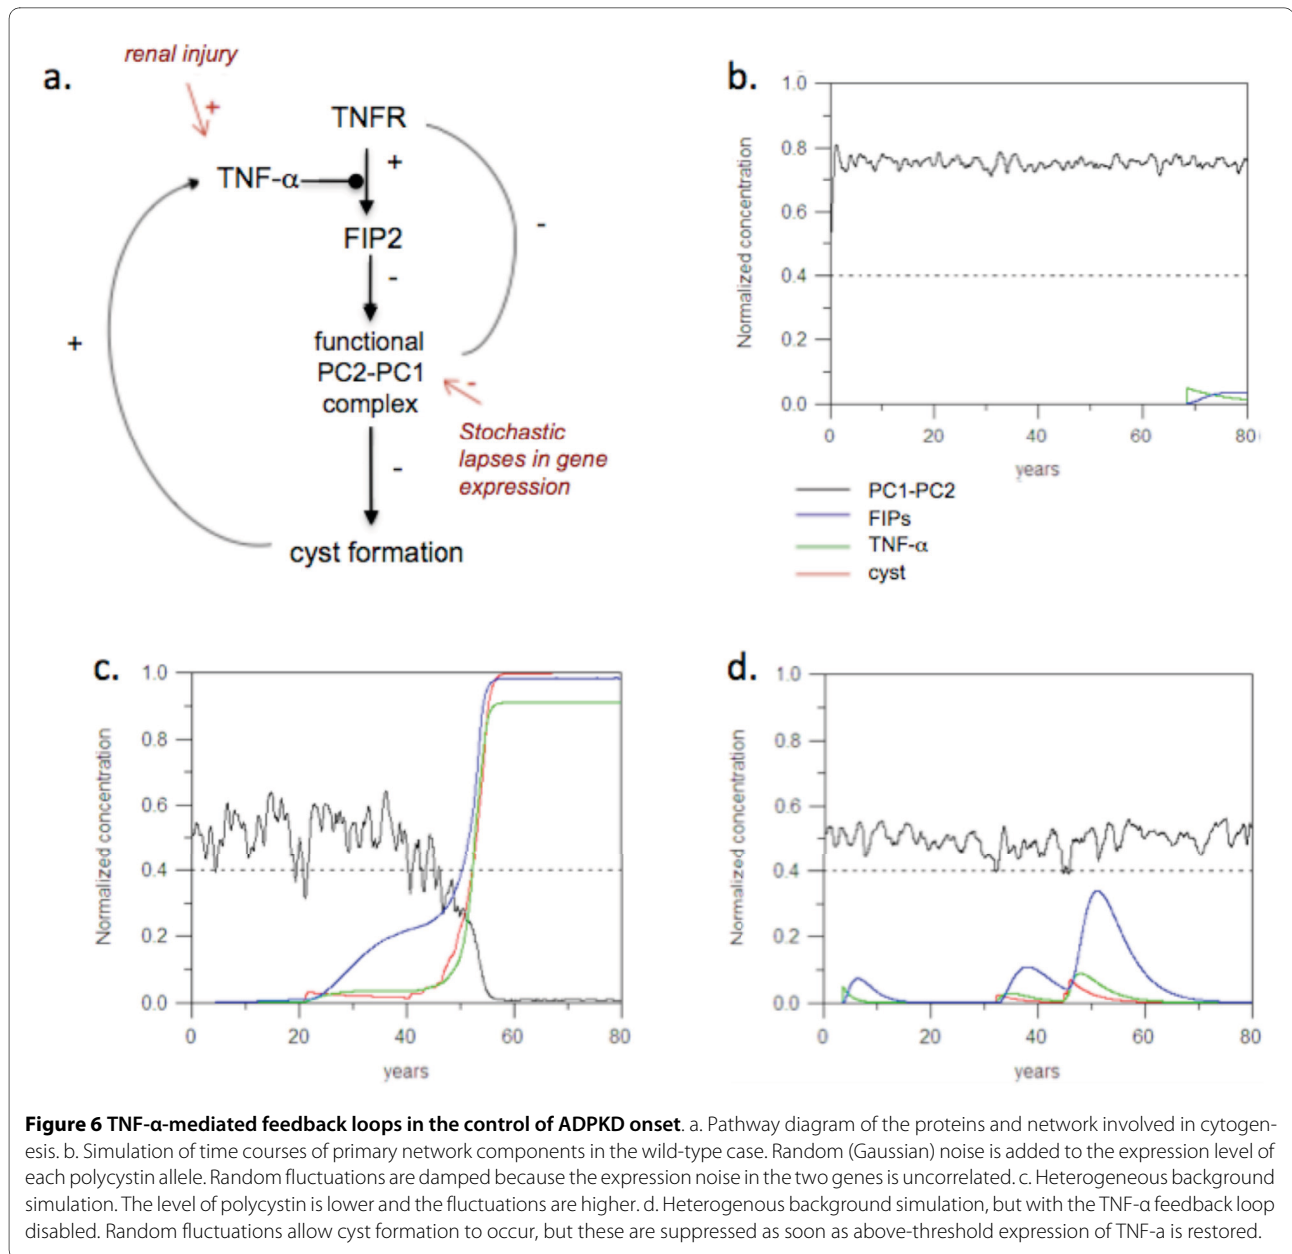 a.
renal injury
+
TNFR
+
TNF-α
-
FIP2
-
+
functional
PC2-PC1
complex
-
Stochastic
lapses in gene
expression
-
cyst formation
b.
1.0
0.8
0.6
0.4
0.2
0.0
Normalized concentration
0
20
40
60
80
years
PC1-PC2
FIPs
TNF-α
cyst
c.
1.0
0.8
0.6
0.4
0.2
0.0
Normalized concentration
0
20
40
60
80
years
d.
1.0
0.8
0.6
0.4
0.2
0.0
Normalized concentration
0
20
40
60
80
years
Figure 6 TNF-α-mediated feedback loops in the control of ADPKD onset. a. Pathway diagram of the proteins and network involved in cytogen-
esis. b. Simulation of time courses of primary network components in the wild-type case. Random (Gaussian) noise is added to the expression level of
each polycystin allele. Random fluctuations are damped because the expression noise in the two genes is uncorrelated. c. Heterogeneous background
simulation. The level of polycystin is lower and the fluctuations are higher. d. Heterogenous background simulation, but with the TNF-α feedback loop
disabled. Random fluctuations allow cyst formation to occur, but these are suppressed as soon as above-threshold expression of TNF-a is restored.